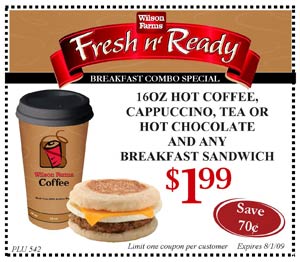 Wilson
Farms
Fresh n' Ready
BREAKFAST COMBO SPECIAL
16OZ HOT COFFEE,
CAPPUCCINO, TEA OR
HOT CHOCOLATE
AND ANY
BREAKFAST SANDWICH
$1.99
Wilson Farms
Coffee
Save
70¢
PLU 542
Limit one coupon per customer Expires 8/1/09